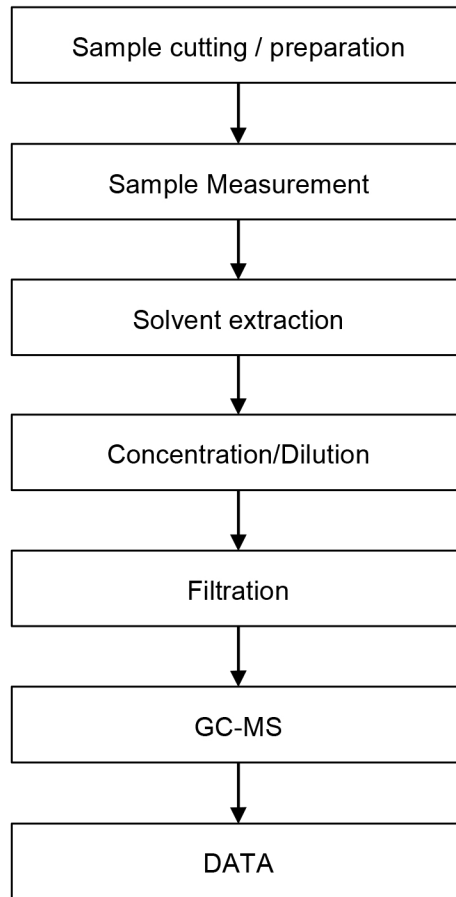 Sample cutting / preparation
Sample Measurement
Solvent extraction
Concentration/Dilution
Filtration
GC-MS
DATA